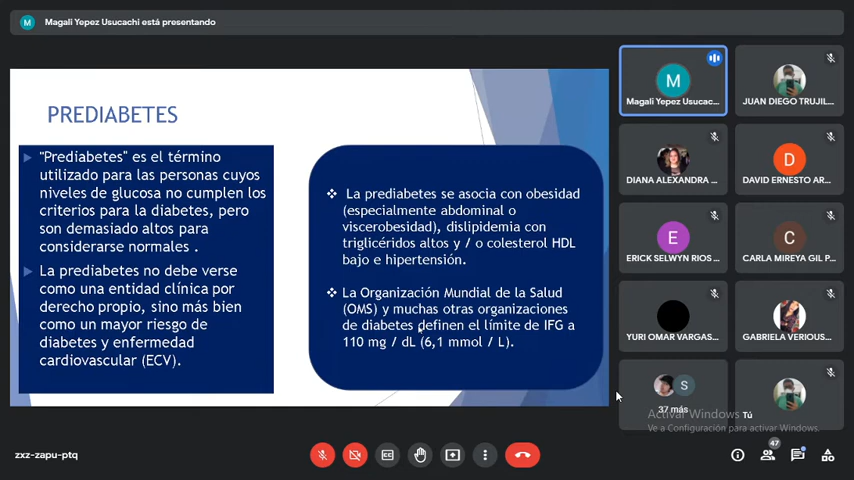 M Magali Yepez Usucachi está presentando
PREDIABETES
"Prediabetes" es el término
utilizado para las personas cuyos
niveles de glucosa no cumplen los
criterios para la diabetes, pero
son demasiado altos para
considerarse normales .
La prediabetes no debe verse
como una entidad clínica por
derecho propio, sino más bien
como un mayor riesgo de
diabetes y enfermedad
cardiovascular (ECV).
La prediabetes se asocia con obesidad
(especialmente abdominal o
viscerobesidad), dislipidemia con
triglicéridos altos y / o colesterol HDL
bajo e hipertensión.
La Organización Mundial de la Salud
(OMS) y muchas otras organizaciones
de diabetes definen el límite de IFG a
110 mg / dL (6,1 mmol / L).
M
Magali Yepez Usucac...
JUAN DIEGO TRUJIL...
DIANA ALEXANDRA ...
D
DAVID ERNESTO AR...
E
ERICK SELWYN RIOS ...
C
CARLA MIREYA GIL P...
YURI OMAR VARGAS...
GABRIELA VERIOUS...
S
37 más
Tú
Activar Windows
Ve a Configuración para activar Windows.
zxz-zapu-ptq
47